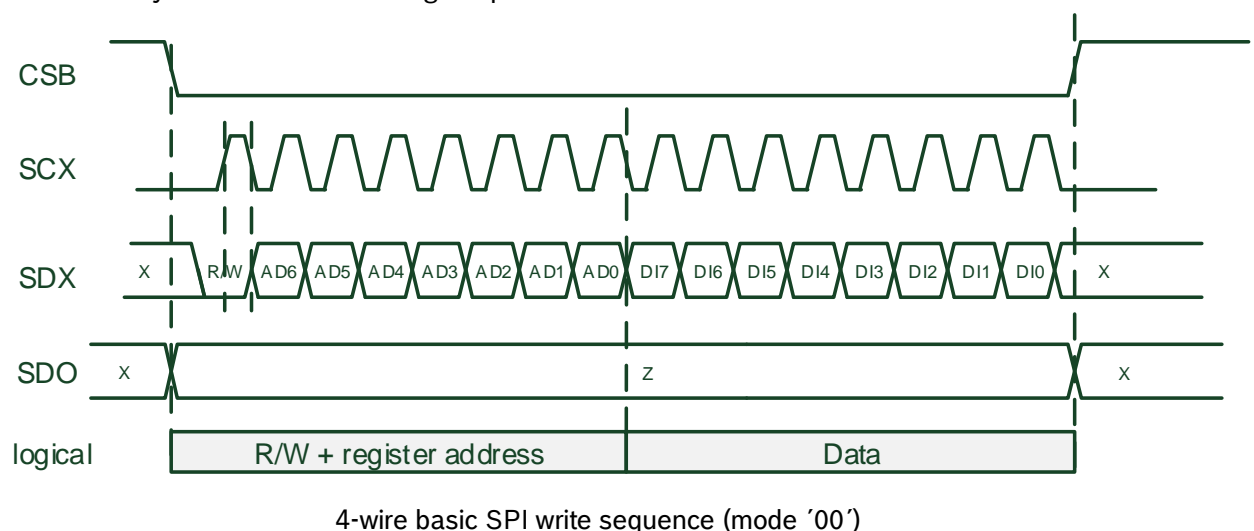 CSB
SCX
SDX X R/W AD6 AD5 AD4 AD3 AD2 AD1 AD0 DI7 DI6 DI5 DI4 DI3 DI2 DI1 DI0 X
SDO X Z X
logical R/W + register address Data
4-wire basic SPI write sequence (mode ´00´)